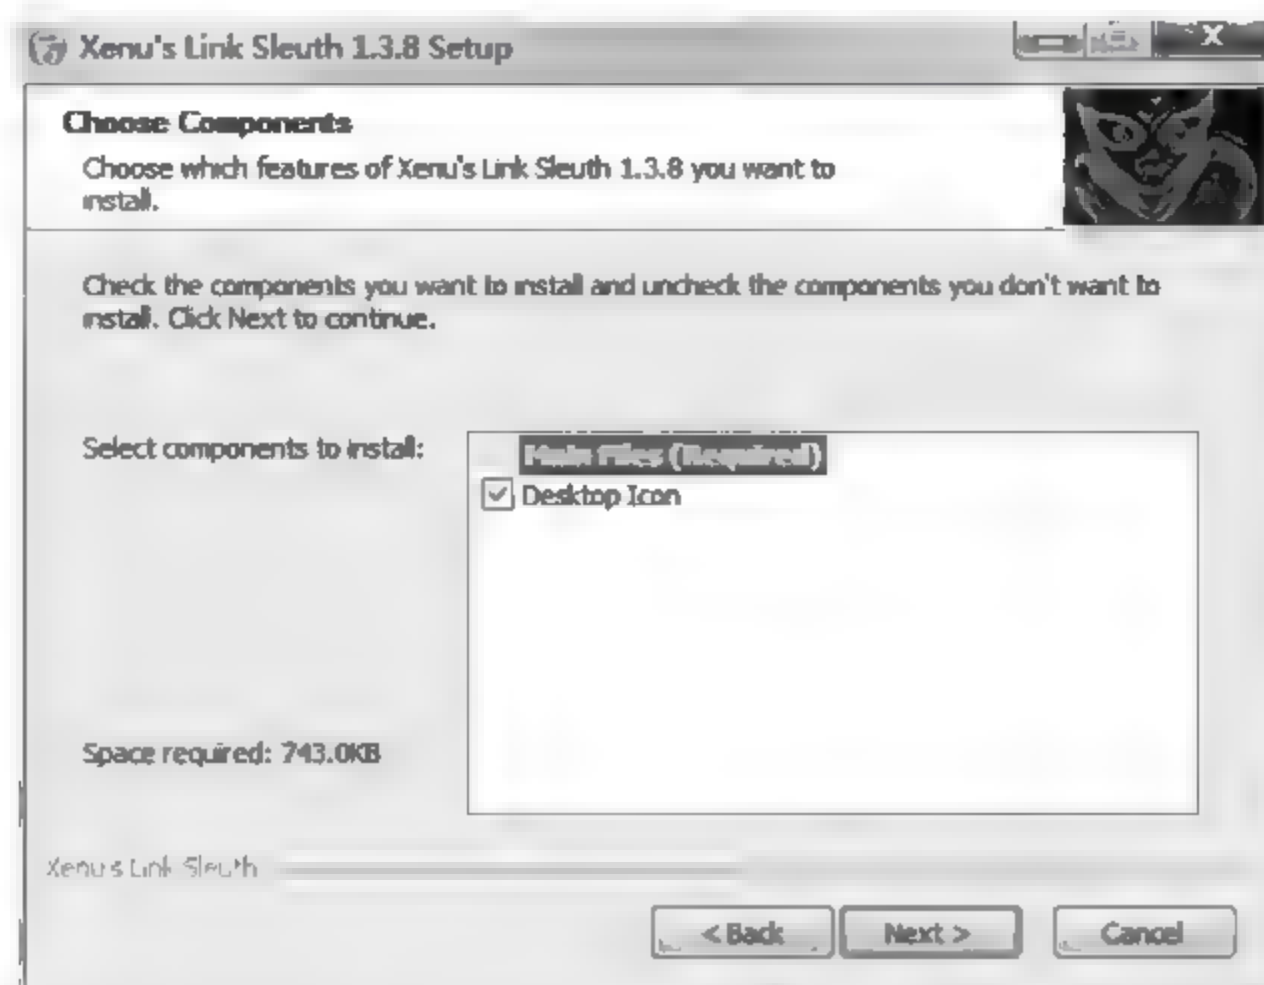 Xenu's Link Sleuth 1.3.8 Setup
Choose Components
Choose which features of Xenu's Link Sleuth 1.3.8 you want to
install.
Check the components you want to install and uncheck the components you don't want to
install. Click Next to continue.
Select components to install:
Main Files (Required)
Desktop Icon
Space required: 743.0KB
Xenu's Link Sleuth
< Back
Next >
Cancel